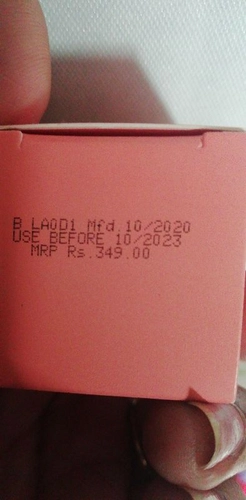 B LA0D1 Mfd.10/2020
USE BEFORE 10/2023
MRP Rs.349.00